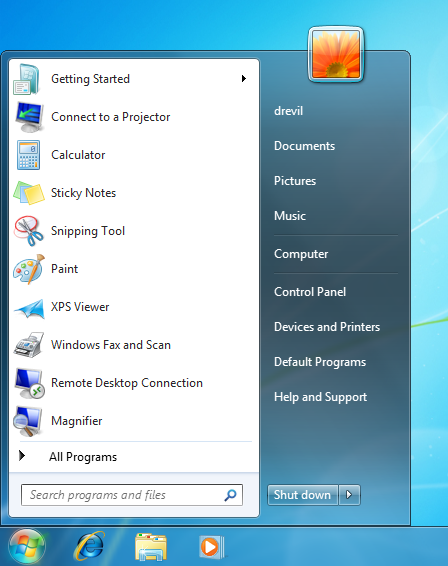 Getting Started
Connect to a Projector
Calculator
Sticky Notes
Snipping Tool
Paint
XPS Viewer
Windows Fax and Scan
Remote Desktop Connection
Magnifier
All Programs
Search programs and files
drevil
Documents
Pictures
Music
Computer
Control Panel
Devices and Printers
Default Programs
Help and Support
Shut down